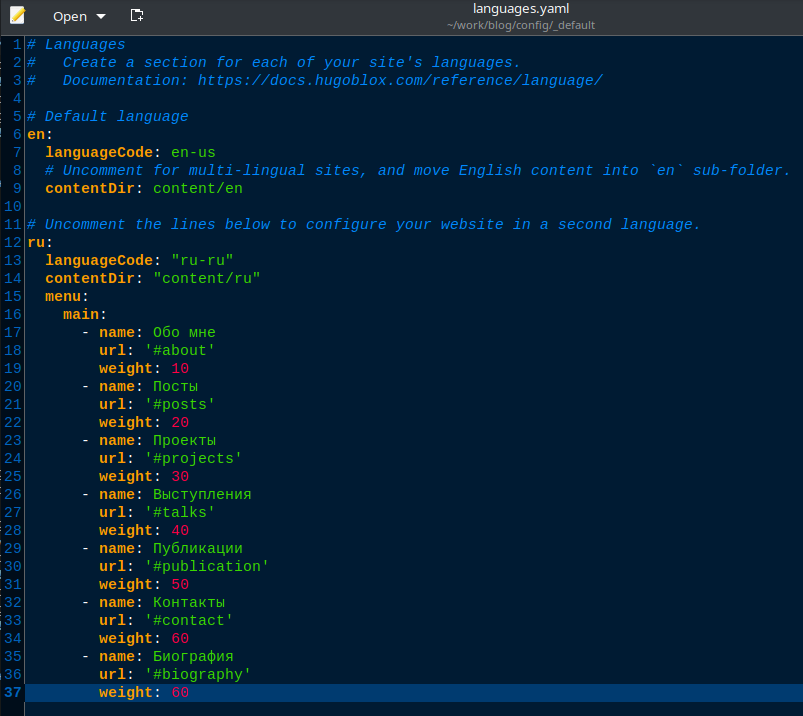 Open
languages.yaml
~/work/blog/config/_default
1 # Languages
2 #   Create a section for each of your site's languages.
3 #   Documentation: https://docs.hugoblox.com/reference/language/
4
5 # Default language
6 en:
7   languageCode: en-us
8   # Uncomment for multi-lingual sites, and move English content into `en` sub-folder.
9   contentDir: content/en
10
11 # Uncomment the lines below to configure your website in a second language.
12 ru:
13   languageCode: "ru-ru"
14   contentDir: "content/ru"
15   menu:
16     main:
17       - name: Обо мне
18         url: '#about'
19         weight: 10
20       - name: Посты
21         url: '#posts'
22         weight: 20
23       - name: Проекты
24         url: '#projects'
25         weight: 30
26       - name: Выступления
27         url: '#talks'
28         weight: 40
29       - name: Публикации
30         url: '#publication'
31         weight: 50
32       - name: Контакты
33         url: '#contact'
34         weight: 60
35       - name: Биография
36         url: '#biography'
37         weight: 60